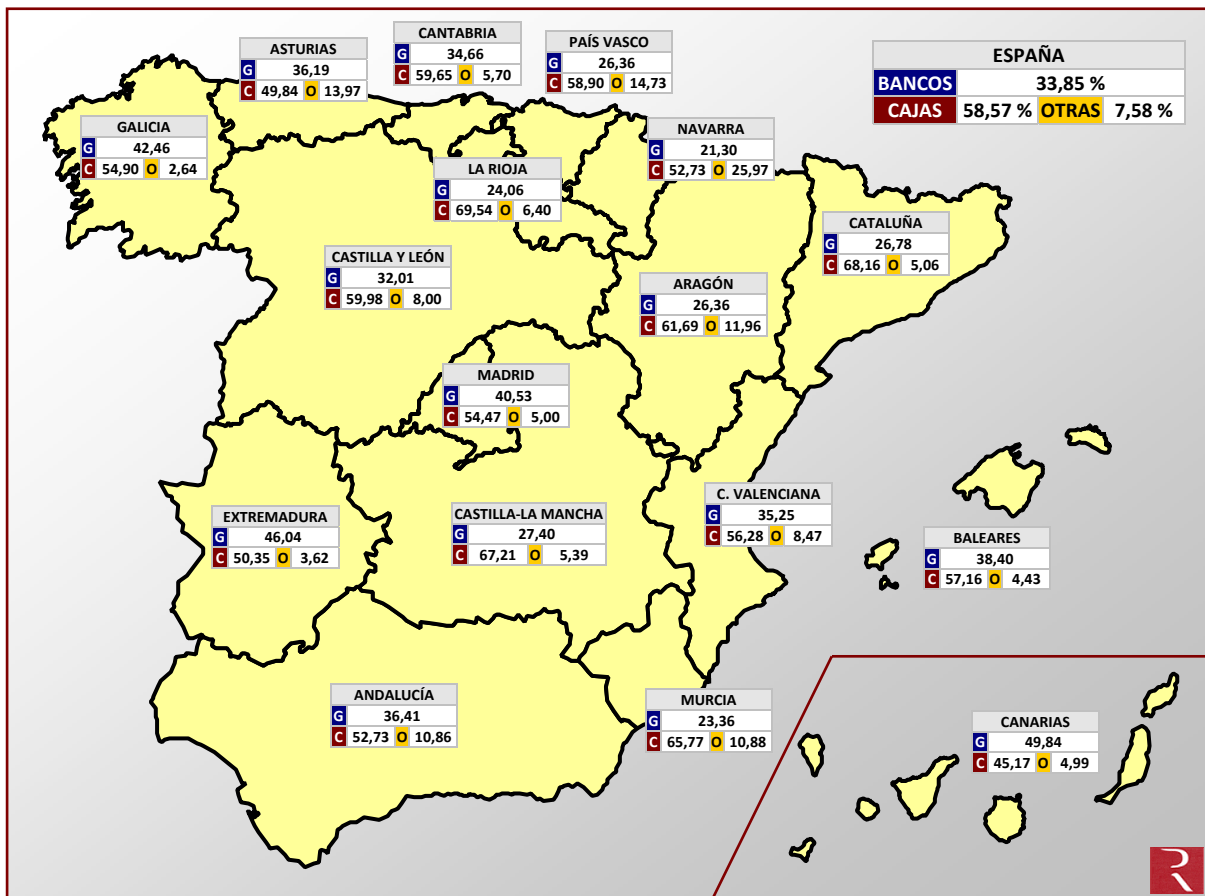 ESPAÑA
BANCOS 33,85 %
CAJAS 58,57 % OTRAS 7,58 %
ASTURIAS
G 36,19
C 49,84 O 13,97
CANTABRIA
G 34,66
C 59,65 O 5,70
PAÍS VASCO
G 26,36
C 58,90 O 14,73
GALICIA
G 42,46
C 54,90 O 2,64
NAVARRA
G 21,30
C 52,73 O 25,97
LA RIOJA
G 24,06
C 69,54 O 6,40
CATALUÑA
G 26,78
C 68,16 O 5,06
CASTILLA Y LEÓN
G 32,01
C 59,98 O 8,00
ARAGÓN
G 26,36
C 61,69 O 11,96
MADRID
G 40,53
C 54,47 O 5,00
EXTREMADURA
G 46,04
C 50,35 O 3,62
CASTILLA-LA MANCHA
G 27,40
C 67,21 O 5,39
C. VALENCIANA
G 35,25
C 56,28 O 8,47
BALEARES
G 38,40
C 57,16 O 4,43
ANDALUCÍA
G 36,41
C 52,73 O 10,86
MURCIA
G 23,36
C 65,77 O 10,88
CANARIAS
G 49,84
C 45,17 O 4,99
R